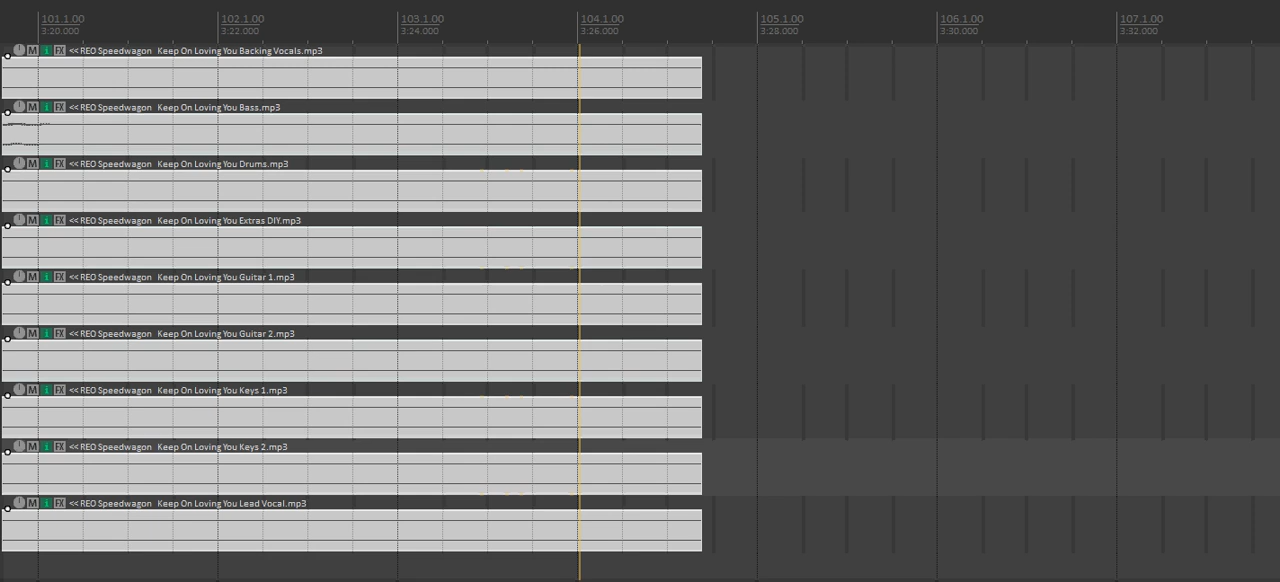 101.1.00 102.1.00 103.1.00 104.1.00 105.1.00 106.1.00 107.1.00
3:20.000 3:22.000 3:24.000 3:26.000 3:28.000 3:30.000 3:32.000
M i FX << REO Speedwagon Keep On Loving You Backing Vocals.mp3
M i FX << REO Speedwagon Keep On Loving You Bass.mp3
M i FX << REO Speedwagon Keep On Loving You Drums.mp3
M i FX << REO Speedwagon Keep On Loving You Extras DIY.mp3
M i FX << REO Speedwagon Keep On Loving You Guitar 1.mp3
M i FX << REO Speedwagon Keep On Loving You Guitar 2.mp3
M i FX << REO Speedwagon Keep On Loving You Keys 1.mp3
M i FX << REO Speedwagon Keep On Loving You Keys 2.mp3
M i FX << REO Speedwagon Keep On Loving You Lead Vocal.mp3